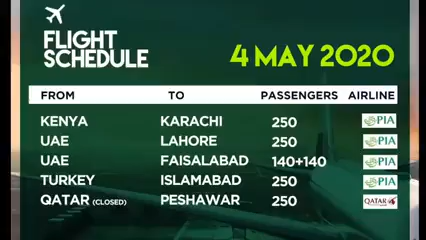 FLIGHT
SCHEDULE
4 MAY 2020
FROM TO PASSENGERS AIRLINE
KENYA KARACHI 250 PIA
UAE LAHORE 250 PIA
UAE FAISALABAD 140+140 PIA
TURKEY ISLAMABAD 250 PIA
QATAR (CLOSED) PESHAWAR 250 QATAR